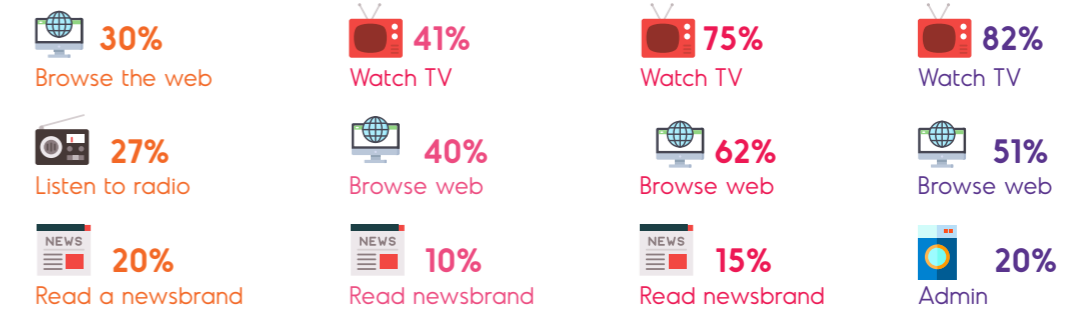 30%
Browse the web
41%
Watch TV
75%
Watch TV
82%
Watch TV
27%
Listen to radio
40%
Browse web
62%
Browse web
51%
Browse web
NEWS
20%
Read a newsbrand
NEWS
10%
Read newsbrand
NEWS
15%
Read newsbrand
20%
Admin